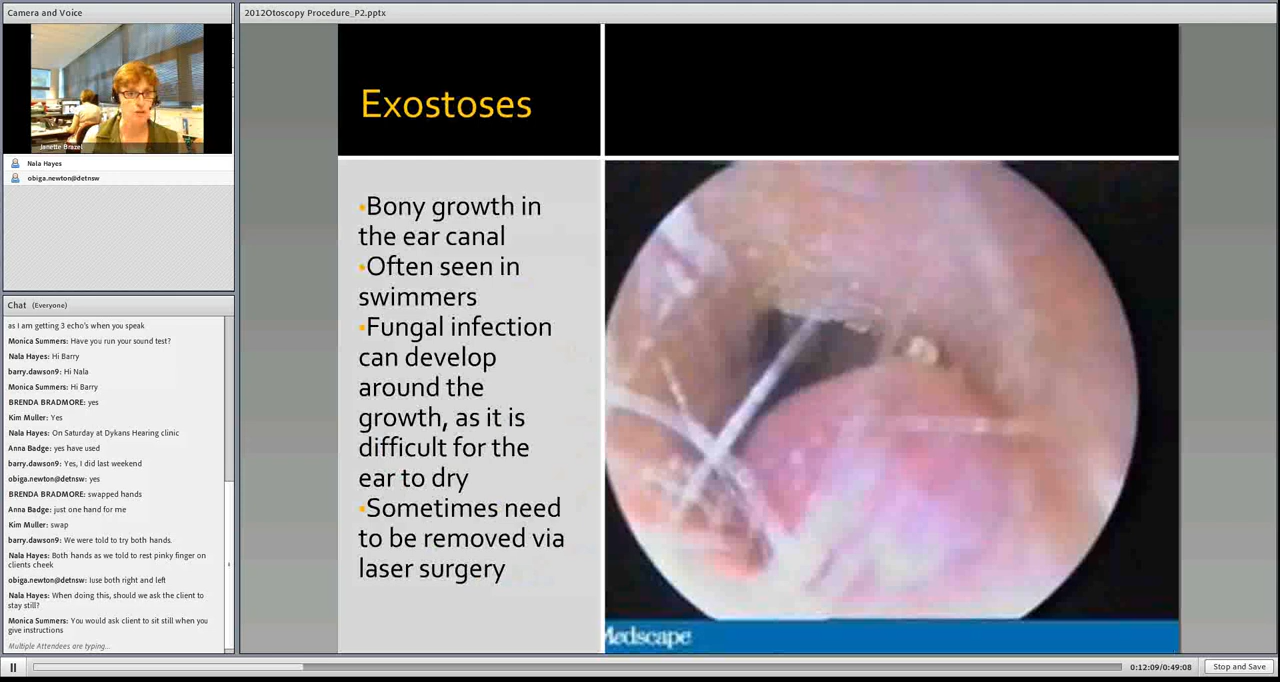 Camera and Voice
Janette Brazel
Nala Hayes
obiga.newton@detnsw
Chat (Everyone)
as I am getting 3 echo's when you speak
Monica Summers: Have you run your sound test?
Nala Hayes: Hi Barry
barry.dawson9: Hi Nala
Monica Summers: Hi Barry
BRENDA BRADMORE: yes
Kim Muller: Yes
Nala Hayes: On Saturday at Dykans Hearing clinic
Anna Badge: yes have used
barry.dawson9: Yes, I did last weekend
obiga.newton@detnsw: yes
BRENDA BRADMORE: swapped hands
Anna Badge: just one hand for me
Kim Muller: swap
barry.dawson9: We were told to try both hands.
Nala Hayes: Both hands as we told to rest pinky finger on
clients cheek
obiga.newton@detnsw: Iuse both right and left
Nala Hayes: When doing this, should we ask the client to
stay still?
Monica Summers: You would ask client to sit still when you
give instructions
Multiple Attendees are typing...
2012Otoscopy Procedure_P2.pptx
Exostoses
▪Bony growth in
the ear canal
▪Often seen in
swimmers
▪Fungal infection
can develop
around the
growth, as it is
difficult for the
ear to dry
▪Sometimes need
to be removed via
laser surgery
Medscape
0:12:09/0:49:08
Stop and Save